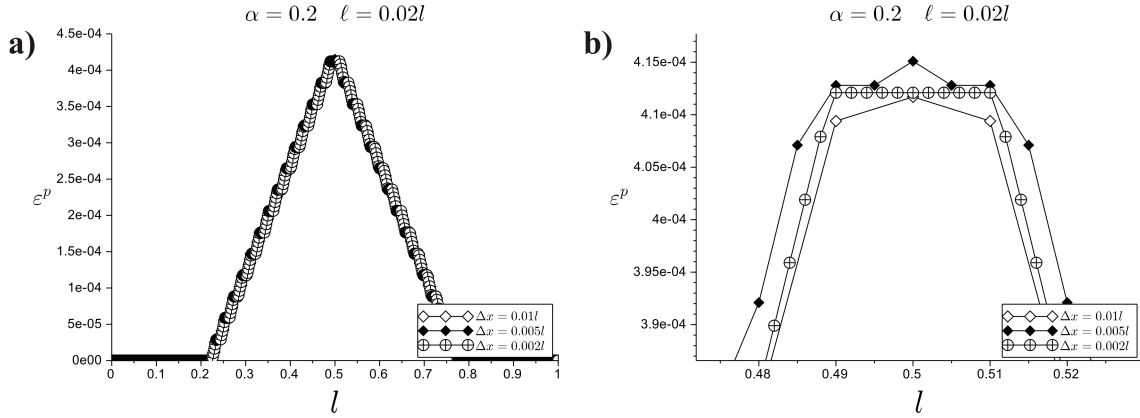 α = 0.2 ℓ = 0.02l
a)
4.5e-04
4e-04
3.5e-04
3e-04
2.5e-04
2e-04
1.5e-04
1e-04
5e-05
0e00
ε^p
0 0.1 0.2 0.3 0.4 0.5 0.6 0.7 0.8 0.9 1
l
Δx = 0.01l
Δx = 0.005l
Δx = 0.002l
α = 0.2 ℓ = 0.02l
b)
4.15e-04
4.1e-04
4.05e-04
4e-04
3.95e-04
3.9e-04
ε^p
0.48 0.49 0.5 0.51 0.52
l
Δx = 0.01l
Δx = 0.005l
Δx = 0.002l